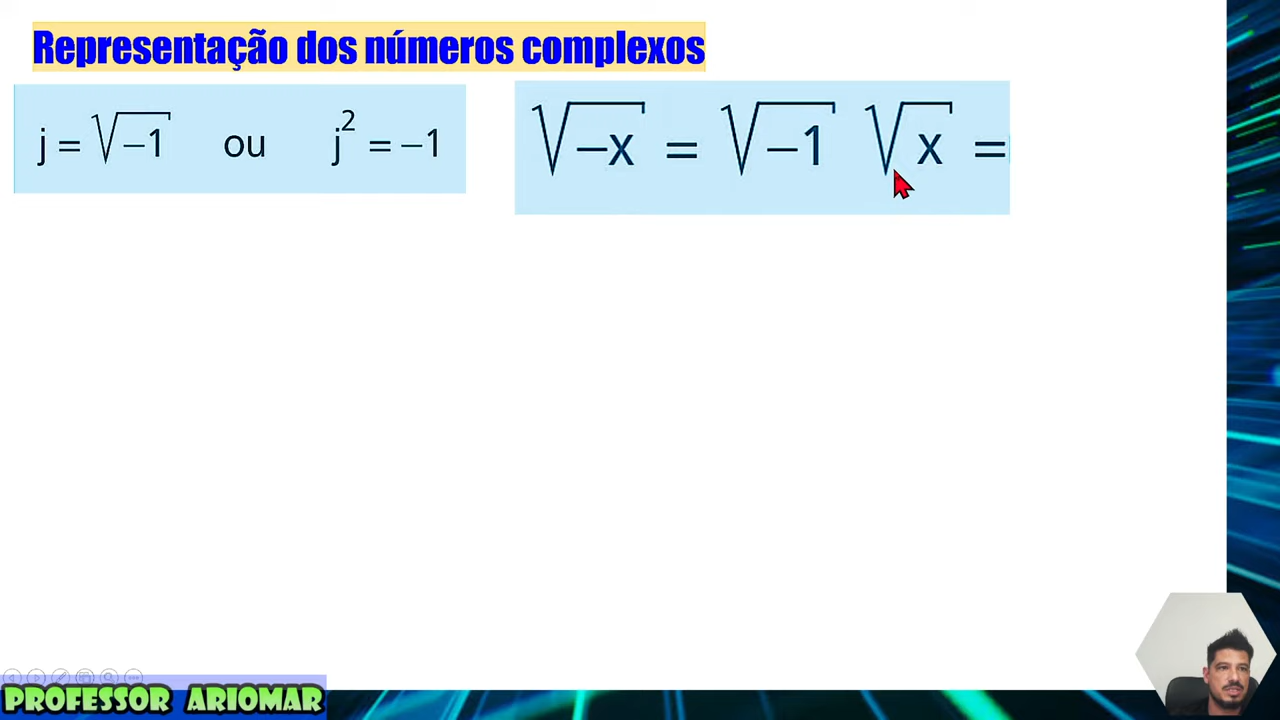 Representação dos números complexos
j = √−1 ou j² = −1
√−x = √−1 √x =
PROFESSOR ARIOMAR